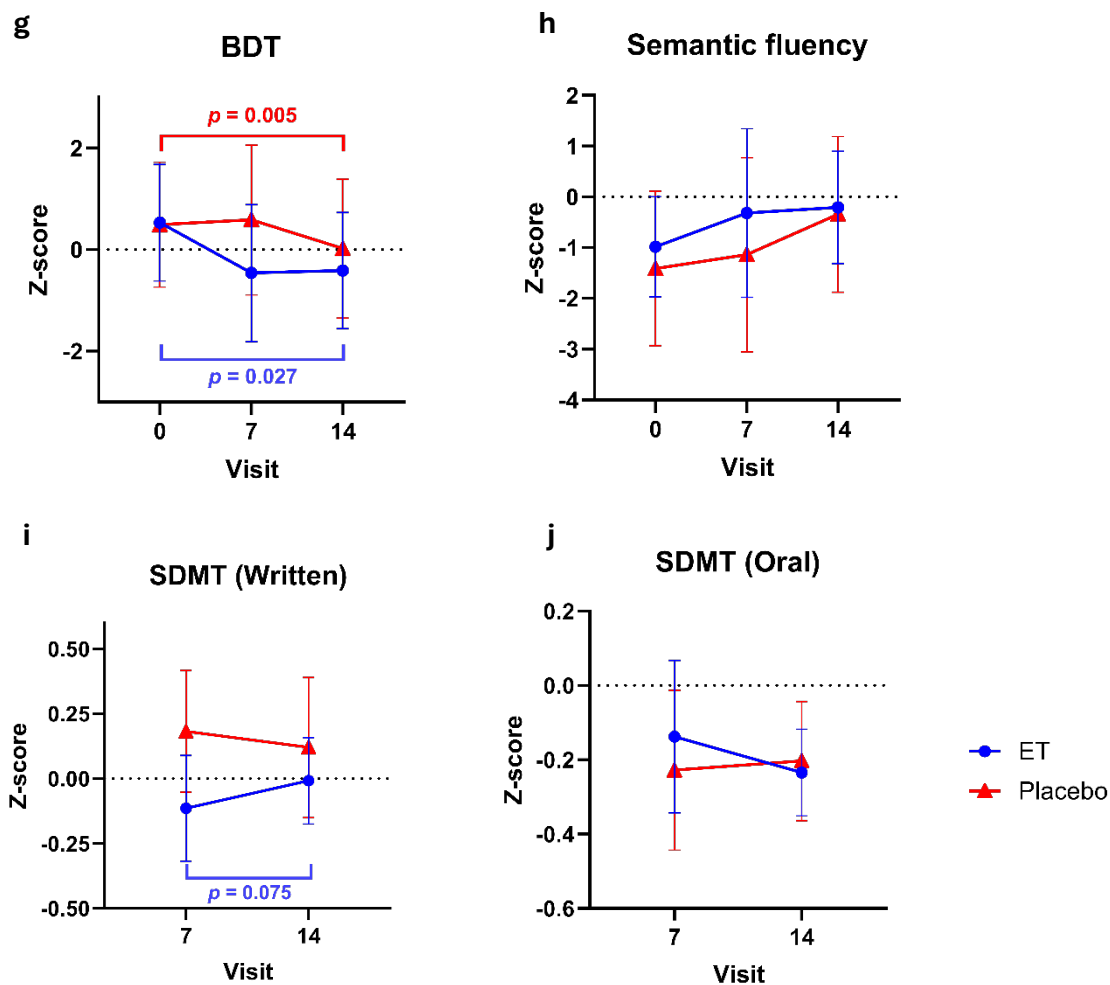 g
BDT
p = 0.005
2
0
-2
Z-score
p = 0.027
0 7 14
Visit
h
Semantic fluency
2
1
0
-1
-2
-3
-4
Z-score
0 7 14
Visit
i
SDMT (Written)
0.50
0.25
0.00
-0.25
-0.50
Z-score
p = 0.075
7 14
Visit
j
SDMT (Oral)
0.2
0.0
-0.2
-0.4
-0.6
Z-score
7 14
Visit
ET
Placebo